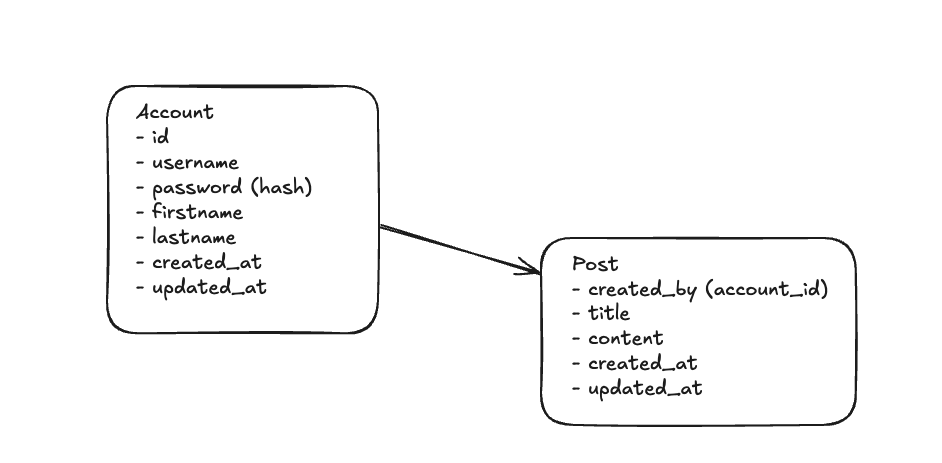 Account
- id
- username
- password (hash)
- firstname
- lastname
- created_at
- updated_at
Post
- created_by (account_id)
- title
- content
- created_at
- updated_at